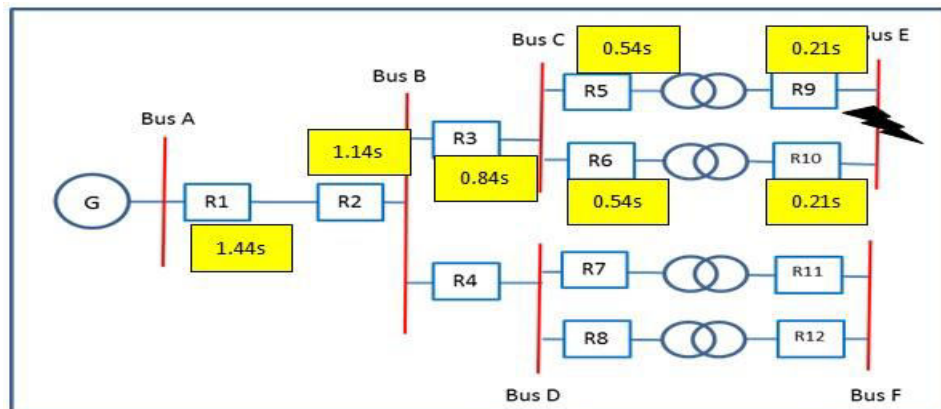 0.54s
0.21s
Bus C
Bus E
Bus B
R5
R9
Bus A
1.14s
R3
R6
R10
0.84s
G
R1
R2
0.54s
0.21s
1.44s
R4
R7
R11
R8
R12
Bus D
Bus F